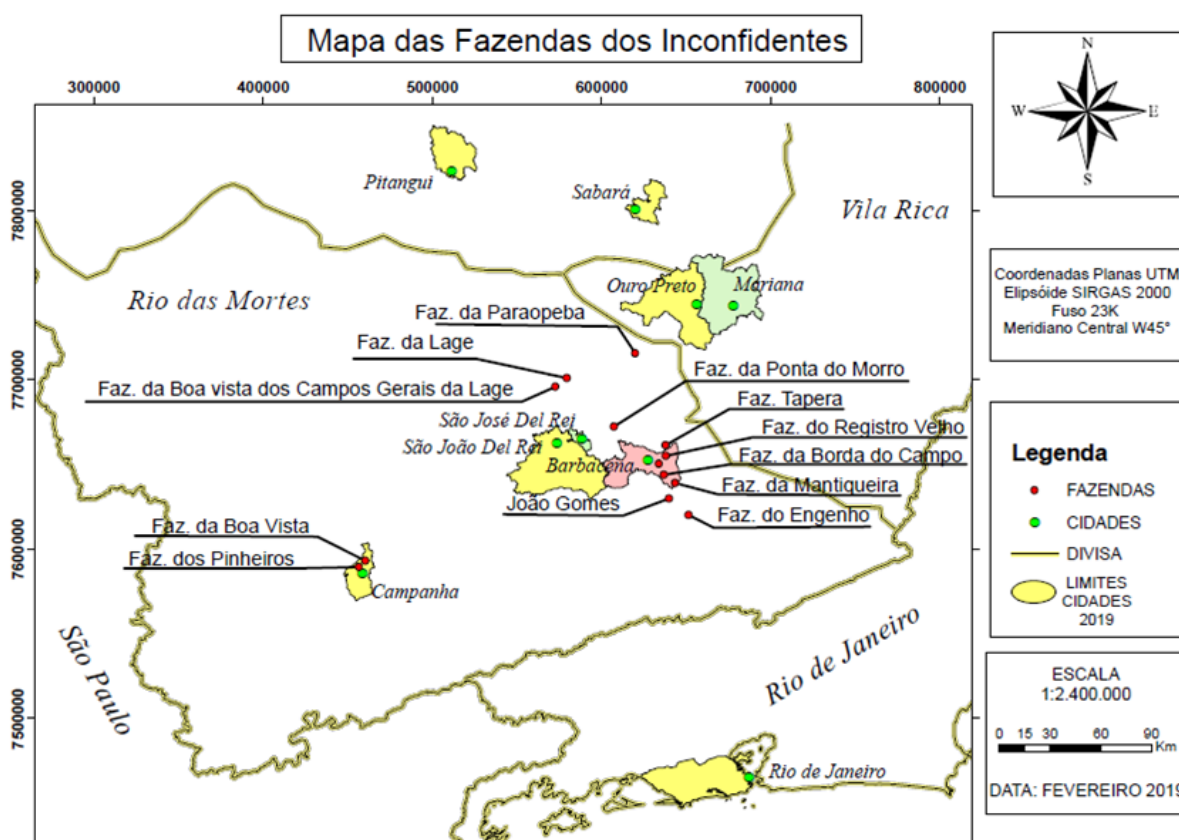 Mapa das Fazendas dos Inconfidentes
300000
400000
500000
600000
700000
800000
7800000
7700000
7600000
7500000
Pitangui
Sabará
Vila Rica
Ouro Preto
Mariana
Rio das Mortes
Faz. da Paraopeba
Faz. da Lage
Faz. da Boa vista dos Campos Gerais da Lage
Faz. da Ponta do Morro
Faz. Tapera
São José Del Rei
Faz. do Registro Velho
São João Del Rei
Faz. da Borda do Campo
Barbacena
Faz. da Mantiqueira
João Gomes
Faz. do Engenho
Faz. da Boa Vista
Faz. dos Pinheiros
Campanha
São Paulo
Rio de Janeiro
Rio de Janeiro
N
W
E
S
Coordenadas Planas UTM
Elipsóide SIRGAS 2000
Fuso 23K
Meridiano Central W45°
Legenda
FAZENDAS
CIDADES
DIVISA
LIMITES
CIDADES
2019
ESCALA
1:2.400.000
0 15 30 60 90
Km
DATA: FEVEREIRO 2019